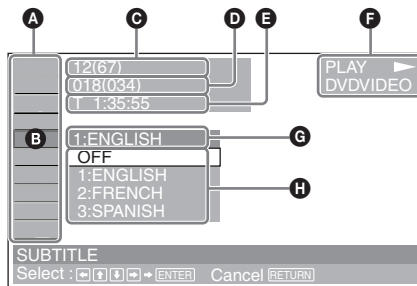 A C D E F
12(67)
018(034)
T 1:35:55
PLAY
DVDVIDEO
B
1:ENGLISH
G
OFF
1:ENGLISH
2:FRENCH
3:SPANISH
H
SUBTITLE
Select : ←↑↓→ → ENTER Cancel RETURN